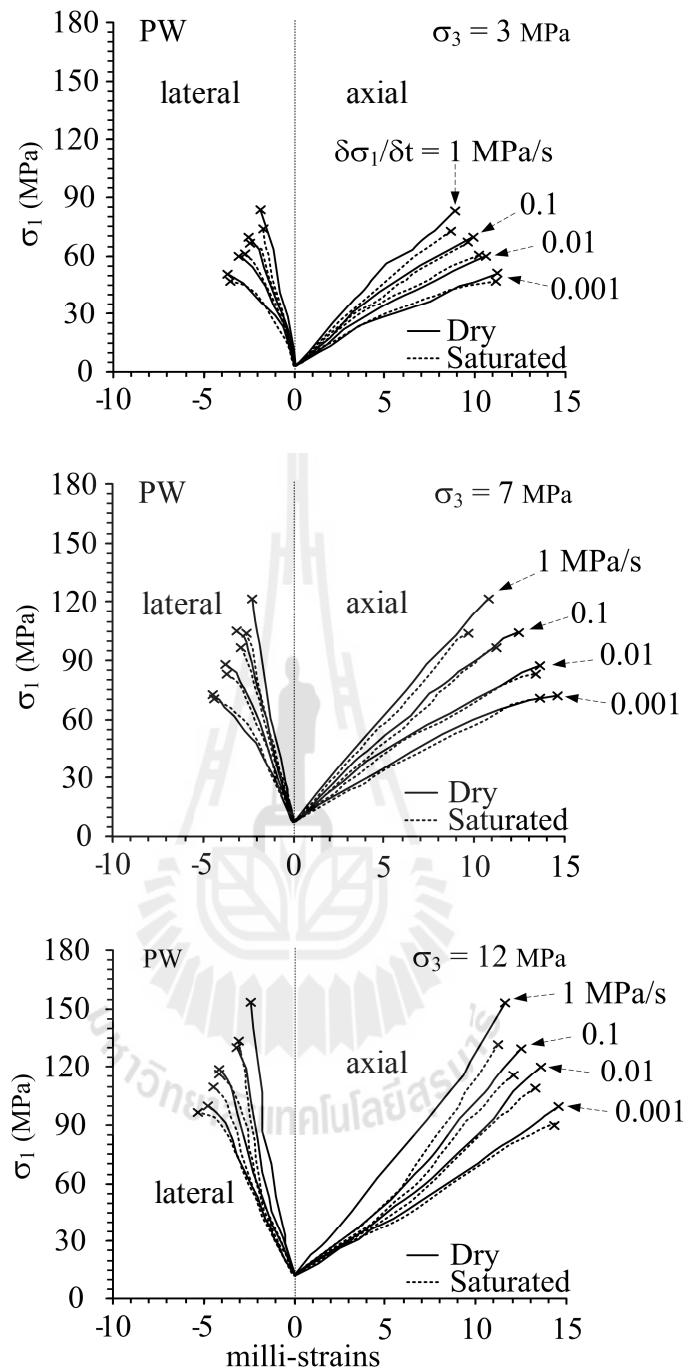 PW
σ3 = 3 MPa
lateral
axial
δσ1/δt = 1 MPa/s
0.1
0.01
0.001
Dry
Saturated
σ1 (MPa)
180
150
120
90
60
30
0
-10 -5 0 5 10 15
PW
σ3 = 7 MPa
1 MPa/s
lateral
axial
0.1
0.01
0.001
Dry
Saturated
σ1 (MPa)
180
150
120
90
60
30
0
-10 -5 0 5 10 15
PW
σ3 = 12 MPa
1 MPa/s
axial
0.1
0.01
0.001
lateral
Dry
Saturated
σ1 (MPa)
180
150
120
90
60
30
0
-10 -5 0 5 10 15
milli-strains